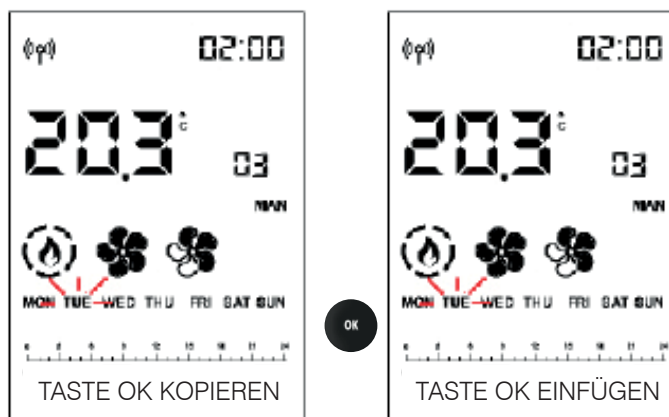 02:00
20.3 °C
03
MAN
MON TUE WED THU FRI SAT SUN
TASTE OK KOPIEREN
OK
02:00
20.3 °C
03
MAN
MON TUE WED THU FRI SAT SUN
TASTE OK EINFÜGEN